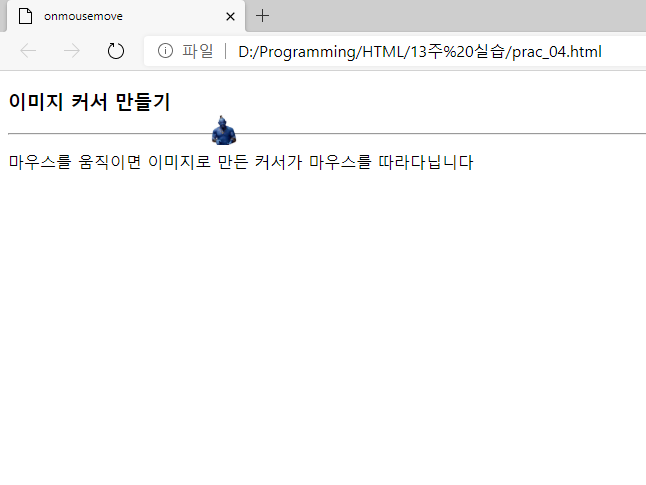 onmousemove
파일 D:/Programming/HTML/13주%20실습/prac_04.html
이미지 커서 만들기
마우스를 움직이면 이미지로 만든 커서가 마우스를 따라다닙니다